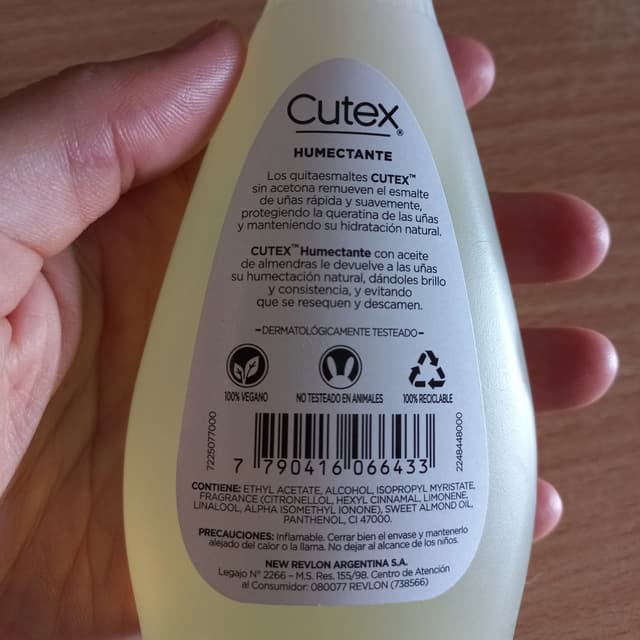 Cutex®
HUMECTANTE
Los quitaesmaltes CUTEX™
sin acetona remueven el esmalte
de uñas rápida y suavemente,
protegiendo la queratina de las uñas
y manteniendo su hidratación natural.
CUTEX™ Humectante con aceite
de almendras le devuelve a las uñas
su humectación natural, dándoles brillo
y consistencia, y evitando
que se resequen y descamen.
–DERMATOLÓGICAMENTE TESTEADO–
100% VEGANO
NO TESTEADO EN ANIMALES
100% RECICLABLE
7225077000
7 790416 066433
2248448000
CONTIENE: ETHYL ACETATE, ALCOHOL, ISOPROPYL MYRISTATE,
FRAGRANCE (CITRONELLOL, HEXYL CINNAMAL, LIMONENE,
LINALOOL, ALPHA ISOMETHYL IONONE), SWEET ALMOND OIL,
PANTHENOL, CI 47000.
PRECAUCIONES: Inflamable. Cerrar bien el envase y mantenerlo
alejado del calor o la llama. No dejar al alcance de los niños.
NEW REVLON ARGENTINA S.A.
Legajo N° 2266 – M.S. Res. 155/98. Centro de Atención
al Consumidor: 080077 REVLON (738566)